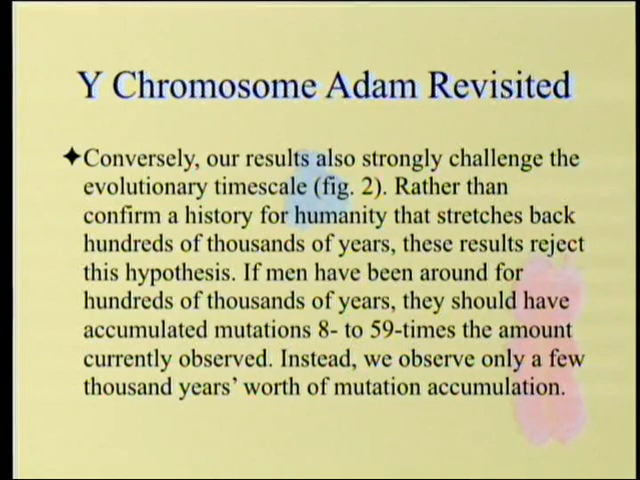 Y Chromosome Adam Revisited
✦Conversely, our results also strongly challenge the
evolutionary timescale (fig. 2). Rather than
confirm a history for humanity that stretches back
hundreds of thousands of years, these results reject
this hypothesis. If men have been around for
hundreds of thousands of years, they should have
accumulated mutations 8- to 59-times the amount
currently observed. Instead, we observe only a few
thousand years’ worth of mutation accumulation.